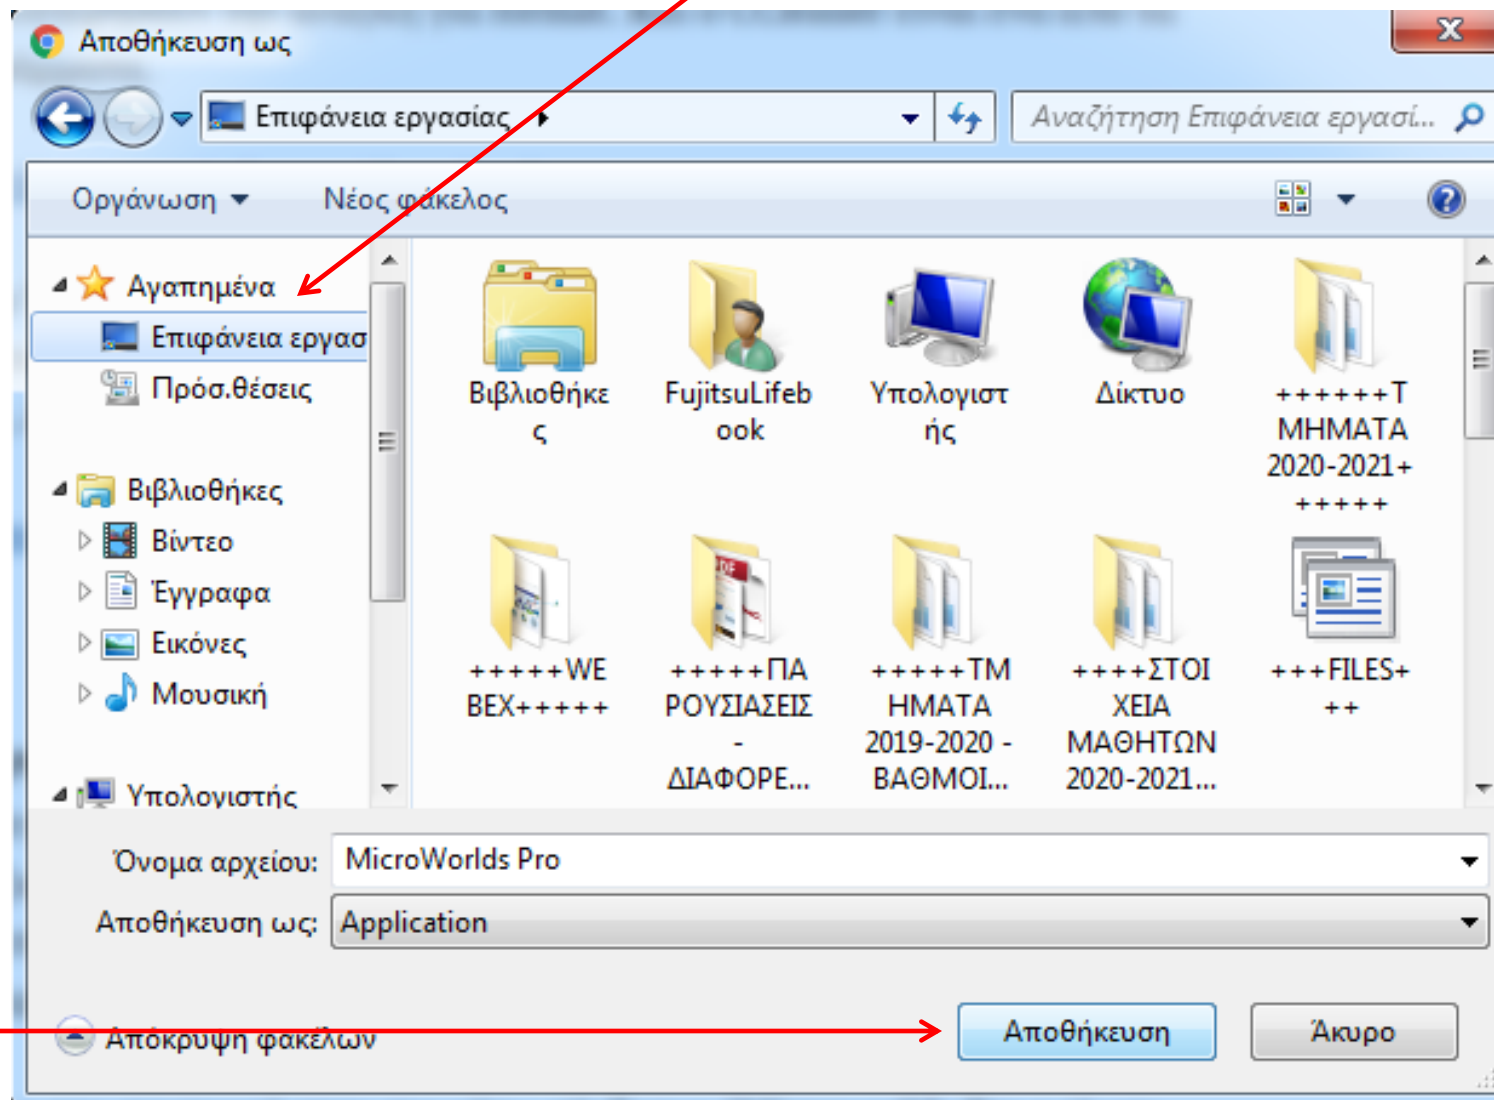 Αποθήκευση ως
Επιφάνεια εργασίας
Αναζήτηση Επιφάνεια εργασί...
Οργάνωση
Νέος φάκελος
Αγαπημένα
Επιφάνεια εργασ
Πρόσ.θέσεις
Βιβλιοθήκες
Βίντεο
Έγγραφα
Εικόνες
Μουσική
Υπολογιστής
Βιβλιοθήκε
ς
FujitsuLifeb
ook
Υπολογιστ
ής
Δίκτυο
++++++Τ
ΜΗΜΑΤΑ
2020-2021+
+++++
+++++WE
BEX+++++
+++++ΠΑ
ΡΟΥΣΙΑΣΕΙΣ
-
ΔΙΑΦΟΡΕ...
+++++ΤΜ
ΗΜΑΤΑ
2019-2020 -
ΒΑΘΜΟΙ...
++++ΣΤΟΙ
ΧΕΙΑ
ΜΑΘΗΤΩΝ
2020-2021...
+++FILES+
++
Όνομα αρχείου: MicroWorlds Pro
Αποθήκευση ως: Application
Απόκρυψη φακέλων
Αποθήκευση
Άκυρο